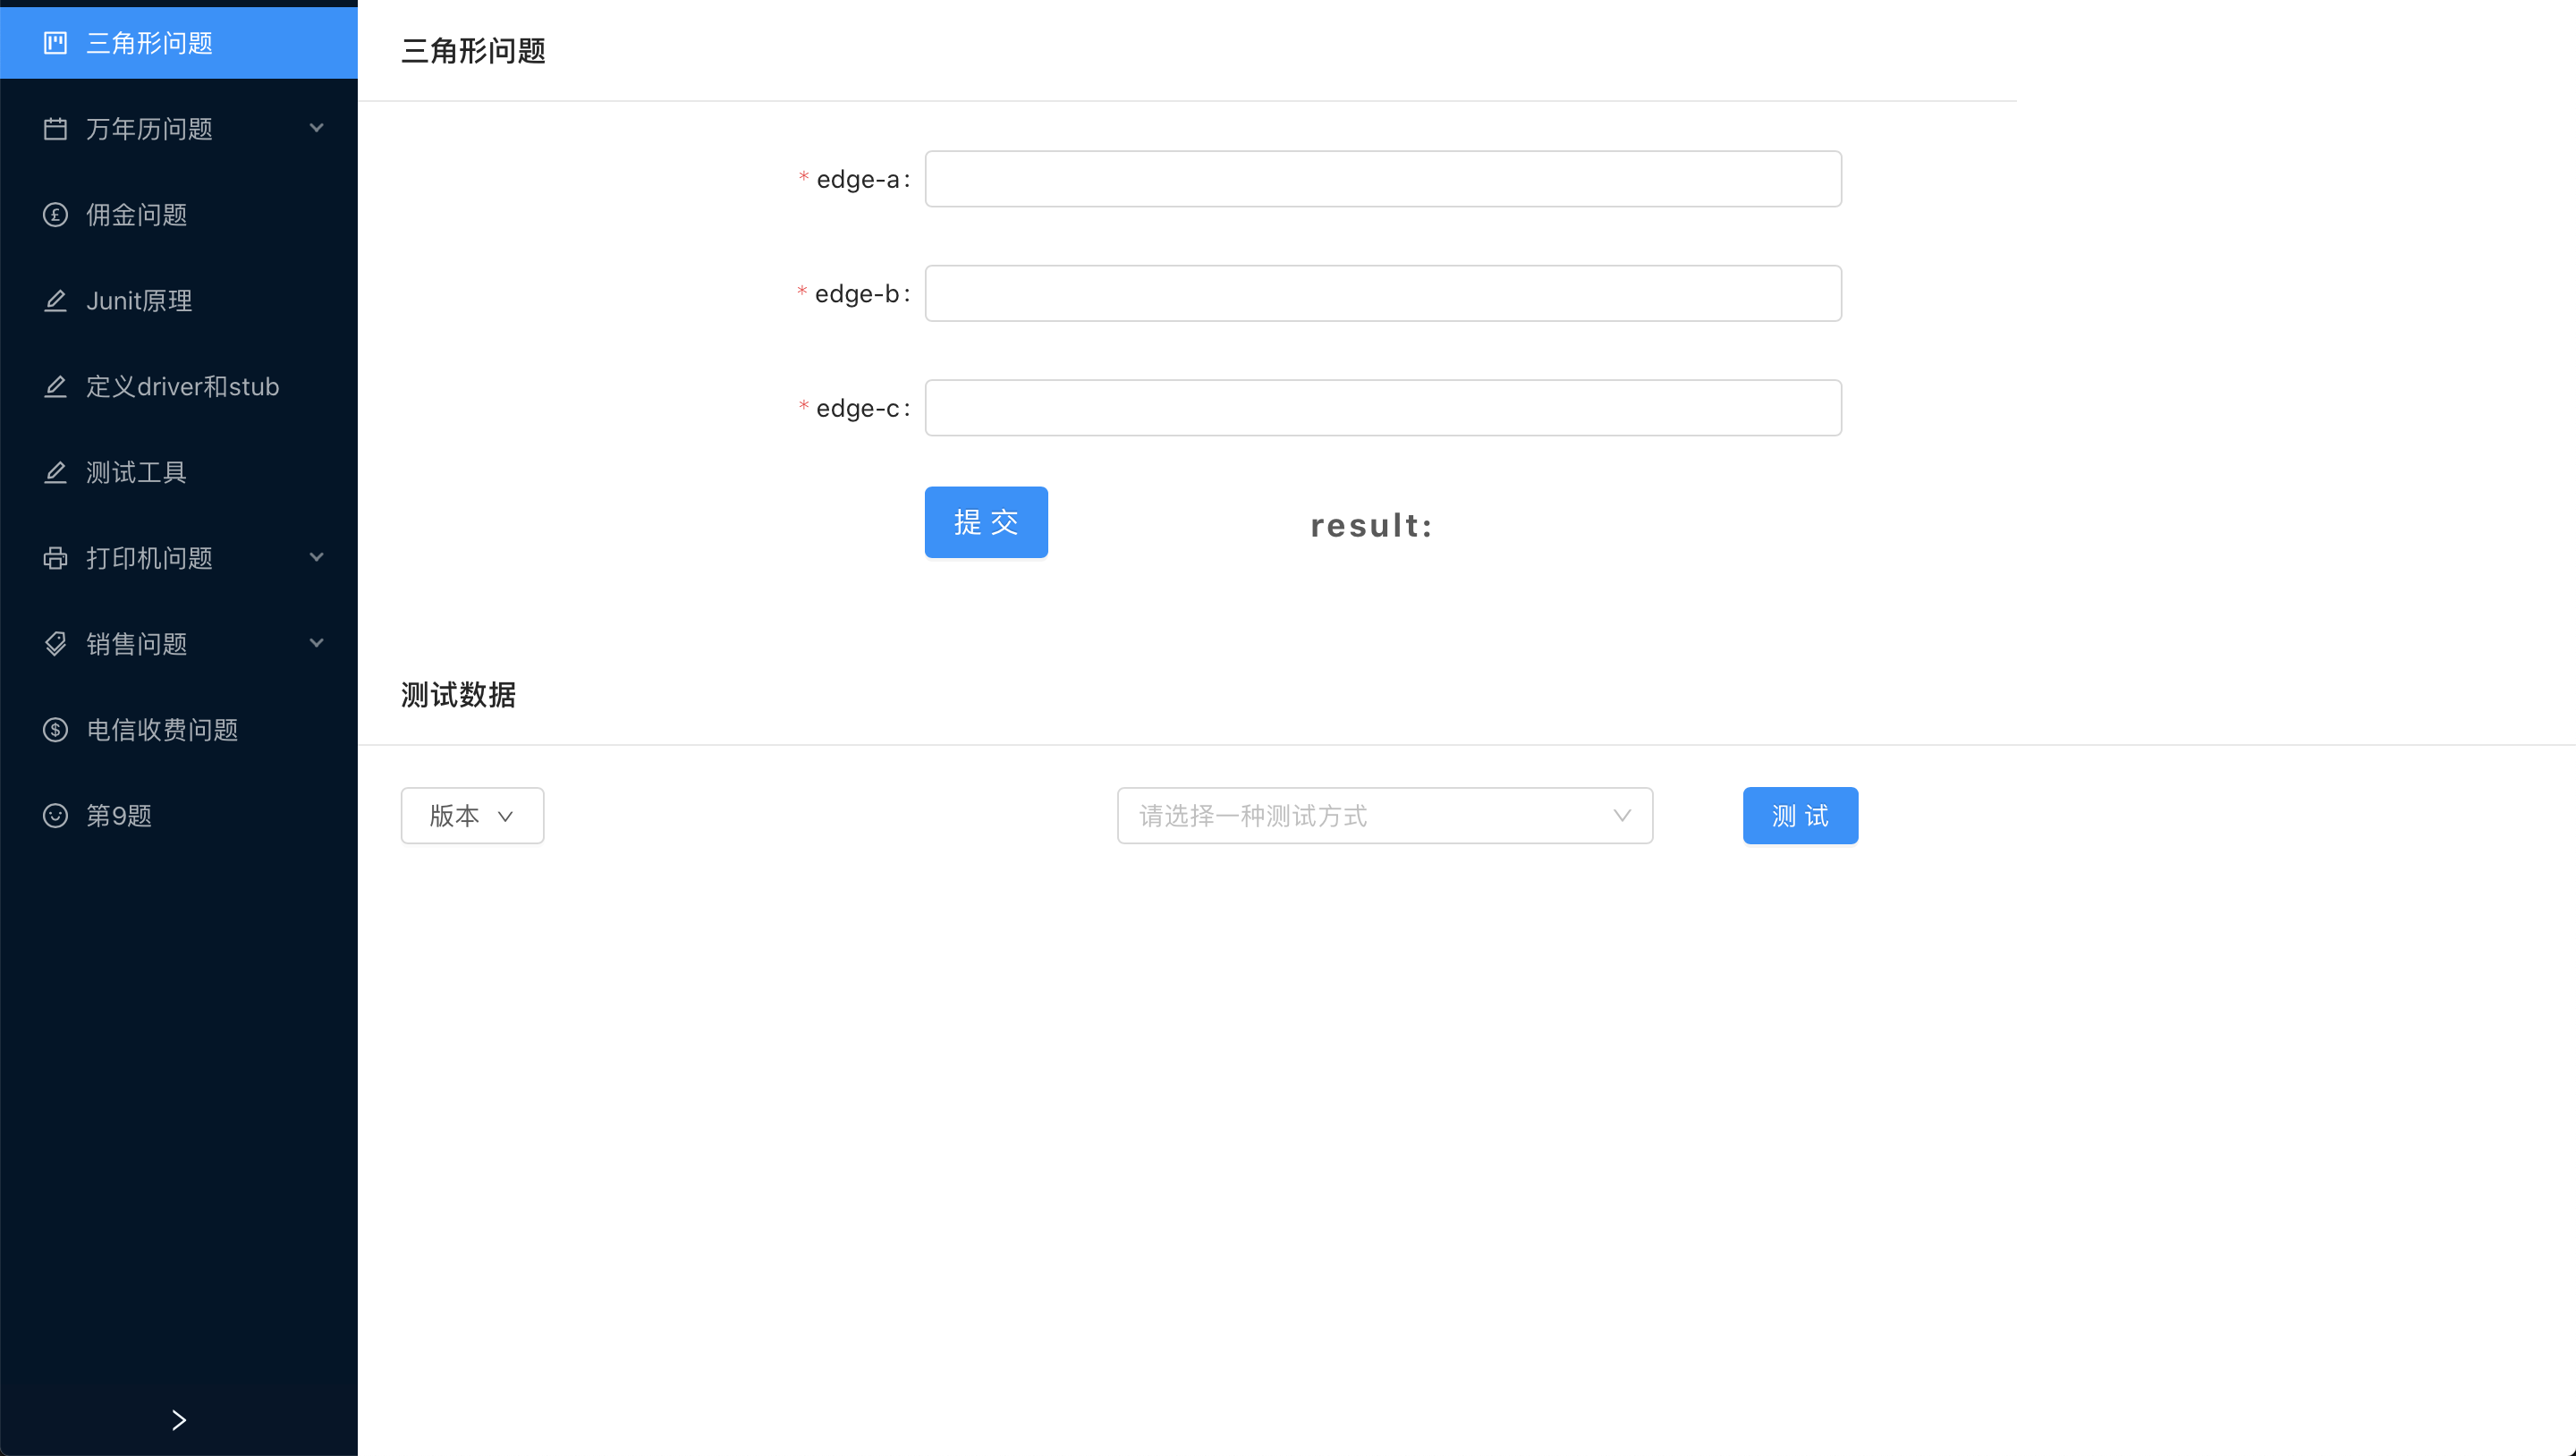 三角形问题
万年历问题
佣金问题
Junit原理
定义driver和stub
测试工具
打印机问题
销售问题
电信收费问题
第9题
三角形问题
* edge-a:
* edge-b:
* edge-c:
提 交
result:
测试数据
版本
请选择一种测试方式
测 试